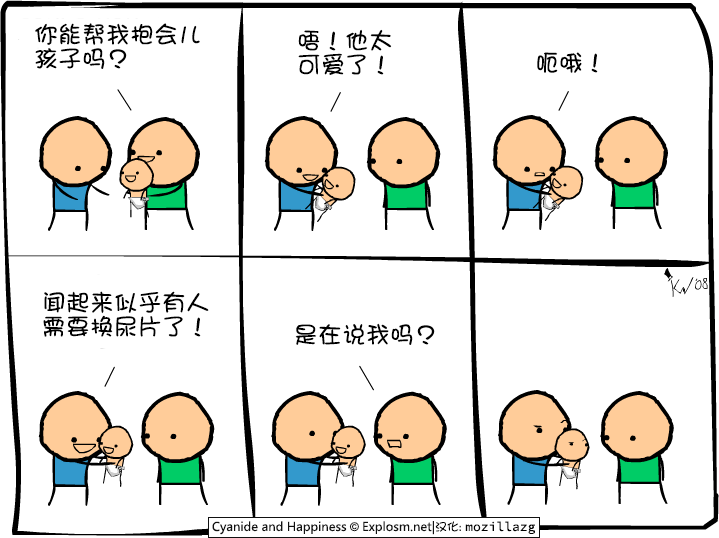 你能帮我抱会儿
孩子吗？
唔！他太
可爱了！
呃哦！
闻起来似乎有人
需要换尿片了！
是在说我吗？
KW '08
Cyanide and Happiness © Explosm.net|汉化: mozillazg